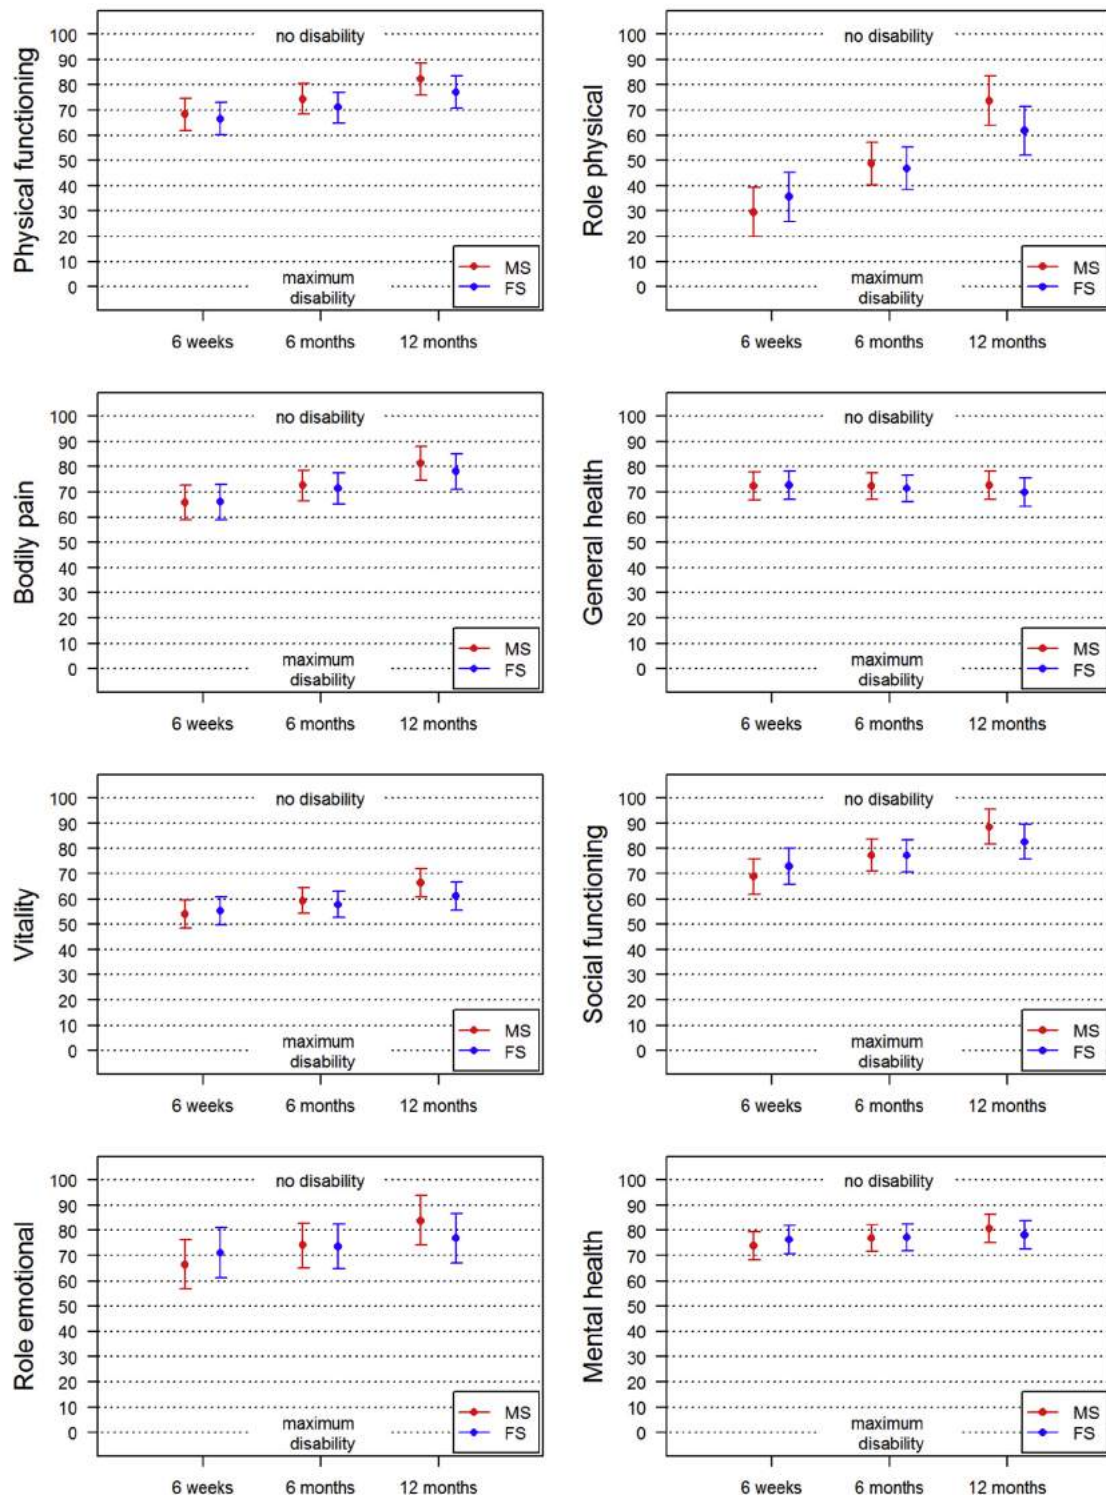 Physical functioning
100
90
80
70
60
50
40
30
20
10
0
no disability
maximum
disability
MS
FS
6 weeks
6 months
12 months
Role physical
100
90
80
70
60
50
40
30
20
10
0
no disability
maximum
disability
MS
FS
6 weeks
6 months
12 months
Bodily pain
100
90
80
70
60
50
40
30
20
10
0
no disability
maximum
disability
MS
FS
6 weeks
6 months
12 months
General health
100
90
80
70
60
50
40
30
20
10
0
no disability
maximum
disability
MS
FS
6 weeks
6 months
12 months
Vitality
100
90
80
70
60
50
40
30
20
10
0
no disability
maximum
disability
MS
FS
6 weeks
6 months
12 months
Social functioning
100
90
80
70
60
50
40
30
20
10
0
no disability
maximum
disability
MS
FS
6 weeks
6 months
12 months
Role emotional
100
90
80
70
60
50
40
30
20
10
0
no disability
maximum
disability
MS
FS
6 weeks
6 months
12 months
Mental health
100
90
80
70
60
50
40
30
20
10
0
no disability
maximum
disability
MS
FS
6 weeks
6 months
12 months